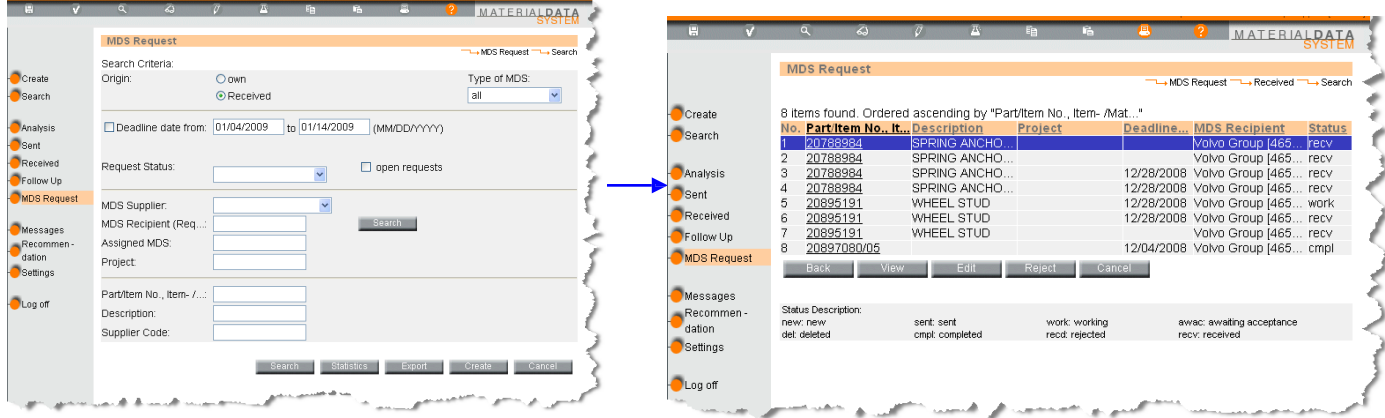 MATERIALDATA
SYSTEM
MDS Request
MDS Request Search
Search Criteria:
Origin: own Type of MDS:
Received all
Deadline date from: 01/04/2009 to 01/14/2009 (MM/DD/YYYY)
Request Status: open requests
MDS Supplier:
MDS Recipient (Req...: Search
Assigned MDS:
Project:
Part/Item No., Item- /...:
Description:
Supplier Code:
Search Statistics Export Create Cancel
Create
Search
Analysis
Sent
Received
Follow Up
MDS Request
Messages
Recommen -
dation
Settings
Log off
MATERIALDATA
SYSTEM
MDS Request
MDS Request Received Search
8 items found. Ordered ascending by "Part/Item No., Item- /Mat..."
No. Part/Item No., It... Description Project Deadline... MDS Recipient Status
1 20788984 SPRING ANCHO... Volvo Group [465... recv
2 20788984 SPRING ANCHO... Volvo Group [465... recv
3 20788984 SPRING ANCHO... 12/28/2008 Volvo Group [465... recv
4 20788984 SPRING ANCHO... 12/28/2008 Volvo Group [465... recv
5 20895191 WHEEL STUD 12/28/2008 Volvo Group [465... work
6 20895191 WHEEL STUD 12/28/2008 Volvo Group [465... recv
7 20895191 WHEEL STUD Volvo Group [465... recv
8 20897080/05 12/04/2008 Volvo Group [465... cmpl
Back View Edit Reject Cancel
Status Description:
new: new sent: sent work: working awac: awaiting acceptance
del: deleted cmpl: completed recd: rejected recv: received
Create
Search
Analysis
Sent
Received
Follow Up
MDS Request
Messages
Recommen -
dation
Settings
Log off